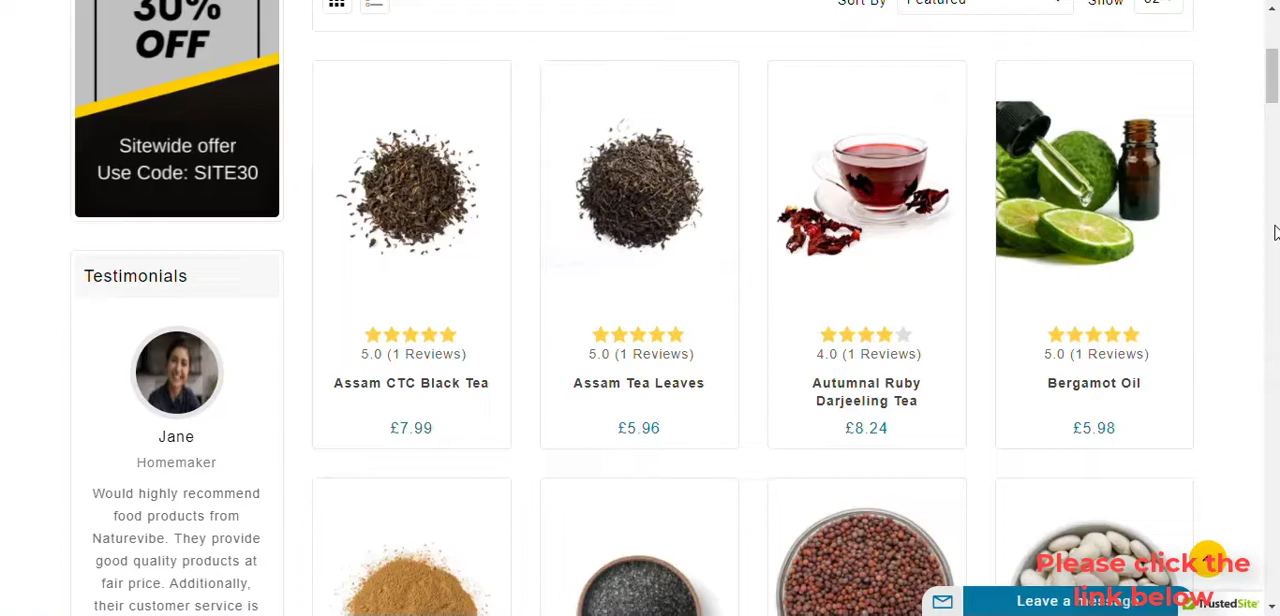 30%
OFF
Sitewide offer
Use Code: SITE30
Sort By
Featured
Show
Testimonials
Jane
Homemaker
Would highly recommend
food products from
Naturevibe. They provide
good quality products at
fair price. Additionally,
their customer service is
5.0 (1 Reviews)
Assam CTC Black Tea
£7.99
5.0 (1 Reviews)
Assam Tea Leaves
£5.96
4.0 (1 Reviews)
Autumnal Ruby
Darjeeling Tea
£8.24
5.0 (1 Reviews)
Bergamot Oil
£5.98
Please click the
link below
Leave a message
TrustedSite